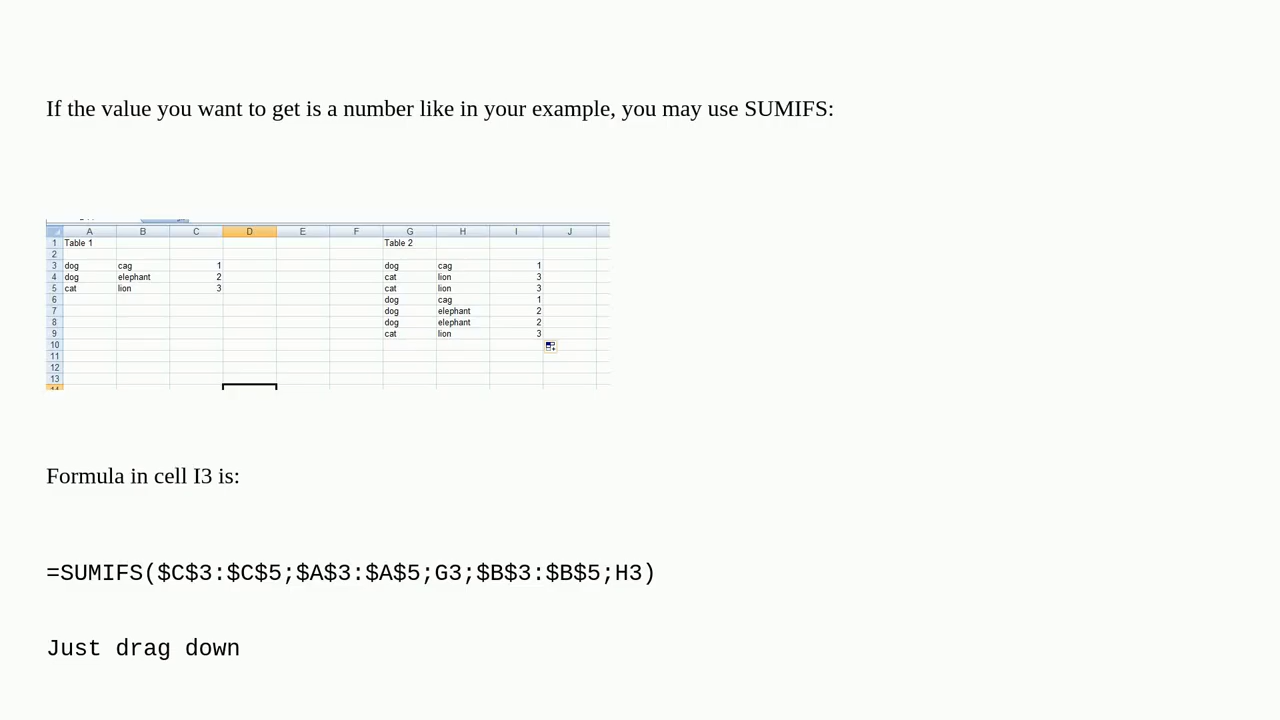 If the value you want to get is a number like in your example, you may use SUMIFS:
A B C D E F G H I J
1 Table 1 Table 2
2
3 dog cag 1 dog cag 1
4 dog elephant 2 cat lion 3
5 cat lion 3 cat lion 3
6 dog cag 1
7 dog elephant 2
8 dog elephant 2
9 cat lion 3
10
11
12
13
Formula in cell I3 is:
=SUMIFS($C$3:$C$5;$A$3:$A$5;G3;$B$3:$B$5;H3)
Just drag down